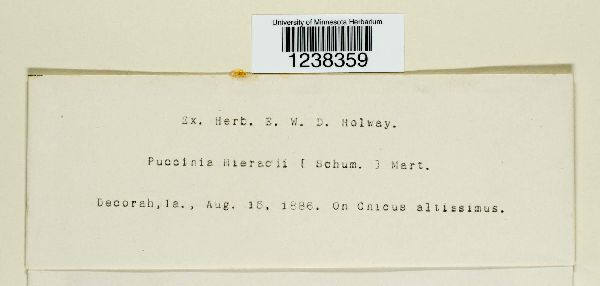 University of Minnesota Herbarium
1238359
Ex. Herb. E. W. D. Holway.
Puccinia Hieracii [ Schum. ] Mart.
Decorah, Ia., Aug. 15, 1886. On Cnicus altissimus.